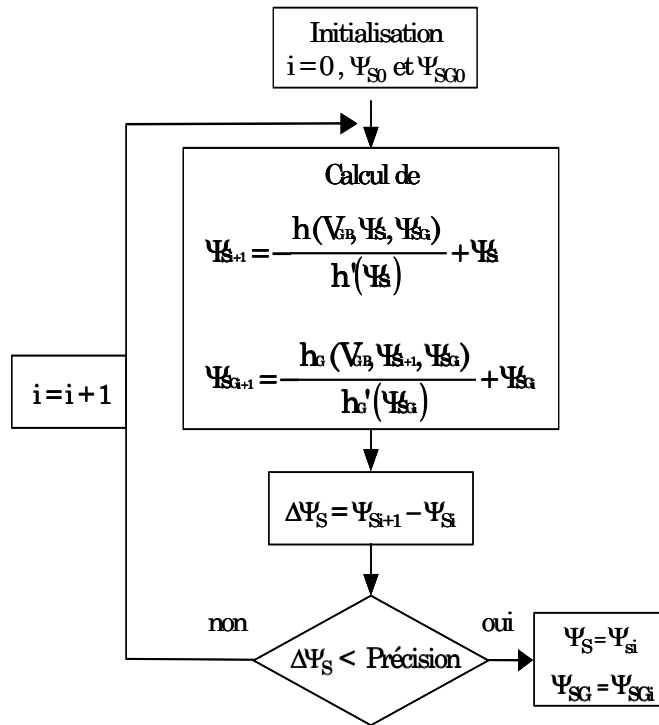 Initialisation
i = 0 , Ψ_S0 et Ψ_SG0
Calcul de
Ψ_Si+1 = − h (V_GB, Ψ_Si, Ψ_SGi) / h'(Ψ_Si) + Ψ_Si
Ψ_SGi+1 = − h_G (V_GB, Ψ_Si+1, Ψ_SGi) / h_G'(Ψ_SGi) + Ψ_SGi
i = i + 1
ΔΨ_S = Ψ_Si+1 − Ψ_Si
non
oui
ΔΨ_S < Précision
Ψ_S = Ψ_si
Ψ_SG = Ψ_SGi